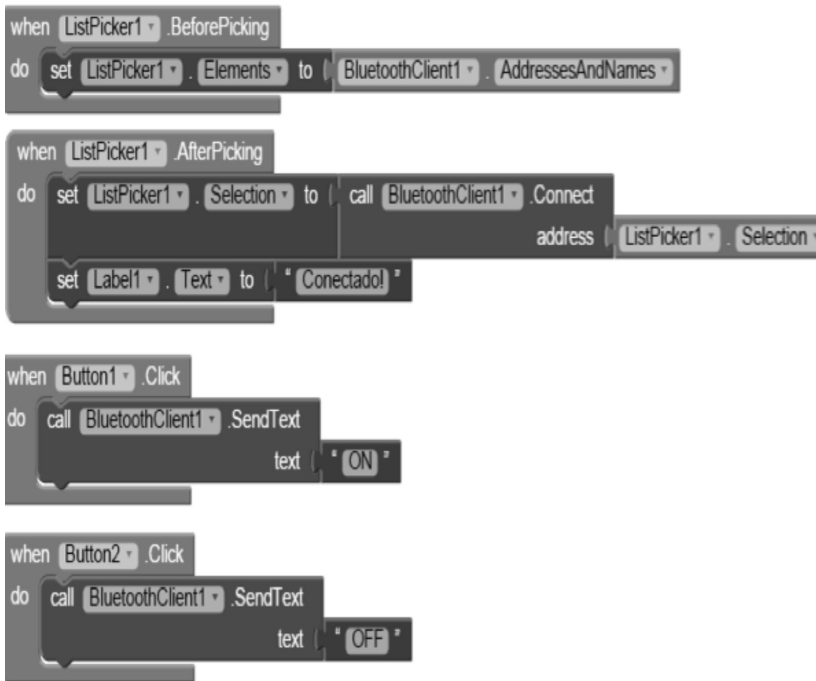 when ListPicker1 .BeforePicking
do set ListPicker1 . Elements to BluetoothClient1 . AddressesAndNames
when ListPicker1 .AfterPicking
do set ListPicker1 . Selection to call BluetoothClient1 .Connect
address ListPicker1 . Selection
set Label1 . Text to " Conectado! "
when Button1 .Click
do call BluetoothClient1 .SendText
text " ON "
when Button2 .Click
do call BluetoothClient1 .SendText
text " OFF "